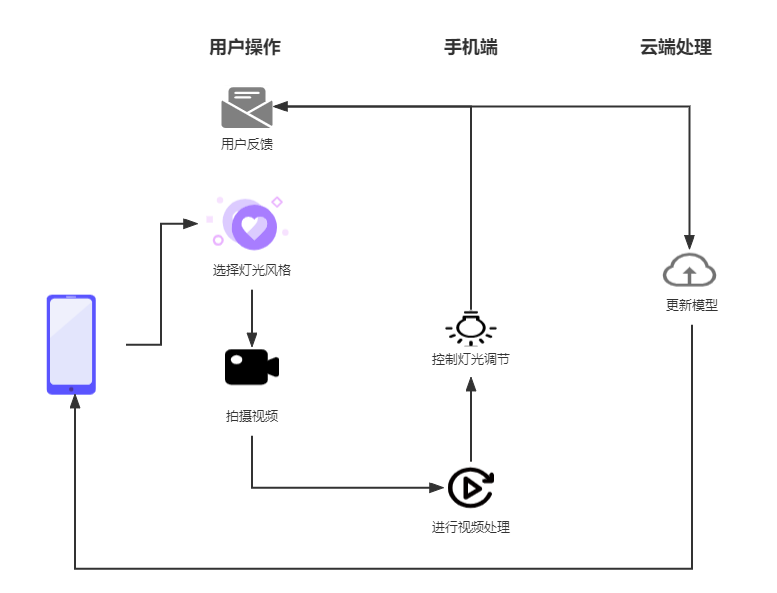 用户操作
手机端
云端处理
用户反馈
选择灯光风格
更新模型
控制灯光调节
拍摄视频
进行视频处理